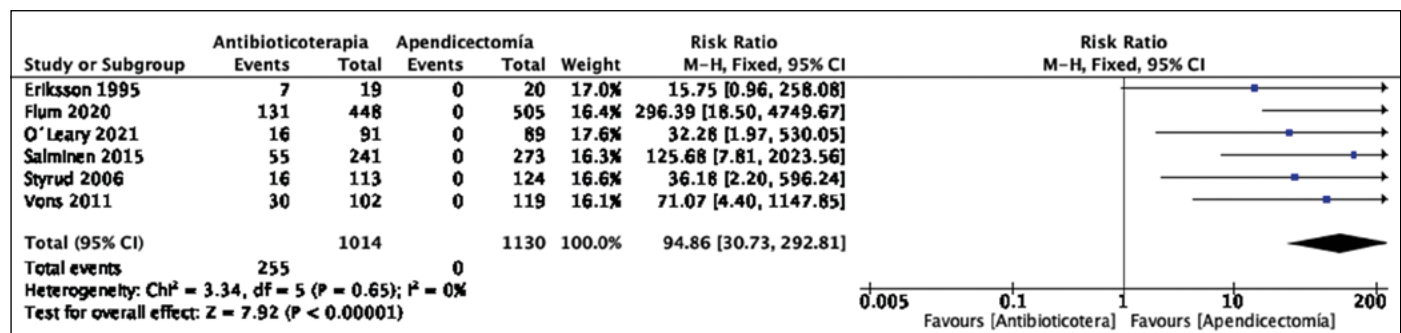 Antibioticoterapia Apendicectomía Risk Ratio Risk Ratio
Study or Subgroup Events Total Events Total Weight M-H, Fixed, 95% CI M-H, Fixed, 95% CI
Eriksson 1995 7 19 0 20 17.0% 15.75 [0.96, 258.08]
Flum 2020 131 448 0 505 16.4% 296.39 [18.50, 4749.67]
O´Leary 2021 16 91 0 89 17.6% 32.28 [1.97, 530.05]
Salminen 2015 55 241 0 273 16.3% 125.68 [7.81, 2023.56]
Styrud 2006 16 113 0 124 16.6% 36.18 [2.20, 596.24]
Vons 2011 30 102 0 119 16.1% 71.07 [4.40, 1147.85]
Total (95% CI) 1014 1130 100.0% 94.86 [30.73, 292.81]
Total events 255 0
Heterogeneity: Chi² = 3.34, df = 5 (P = 0.65); I² = 0%
Test for overall effect: Z = 7.92 (P < 0.00001)
0.005 0.1 1 10 200
Favours [Antibioticotera] Favours [Apendicectomía]